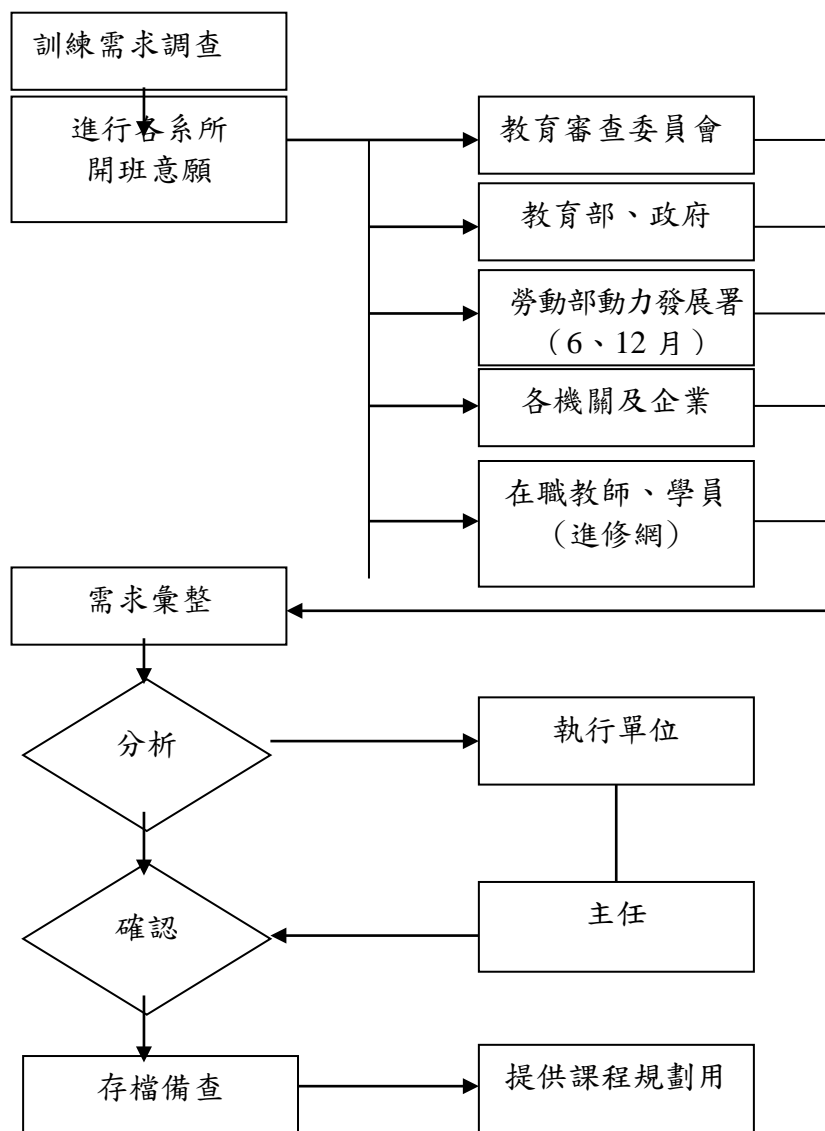 訓練需求調查
進行各系所
開班意願
教育審查委員會
教育部、政府
勞動部動力發展署
（6、12 月）
各機關及企業
在職教師、學員
（進修網）
需求彙整
分析
執行單位
確認
主任
存檔備查
提供課程規劃用